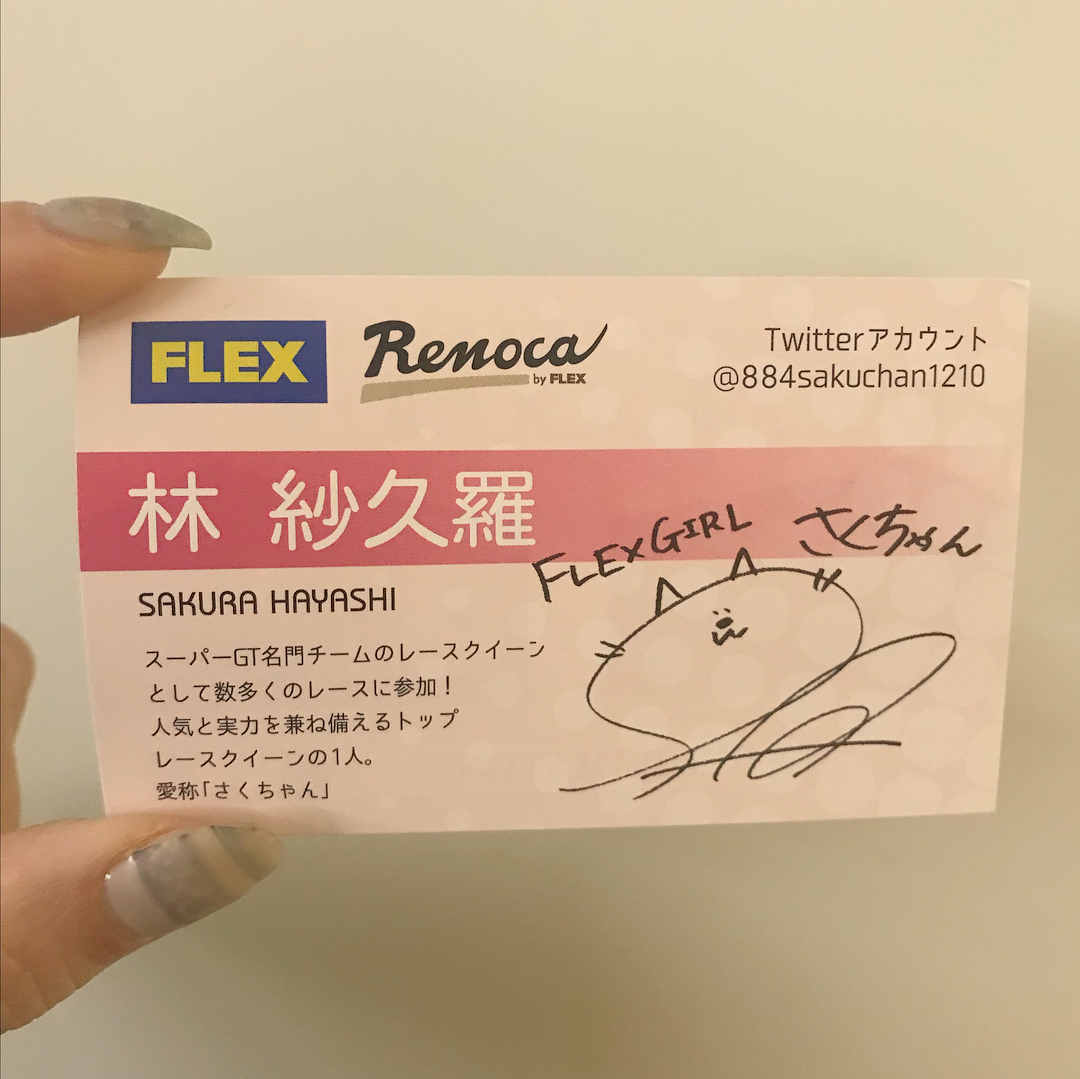 FLEX
Renoca
by FLEX
Twitterアカウント
@884sakuchan1210
林 紗久羅
FLEX GIRL さくちゃん
SAKURA HAYASHI
スーパーGT名門チームのレースクイーン
として数多くのレースに参加！
人気と実力を兼ね備えるトップ
レースクイーンの1人。
愛称「さくちゃん」